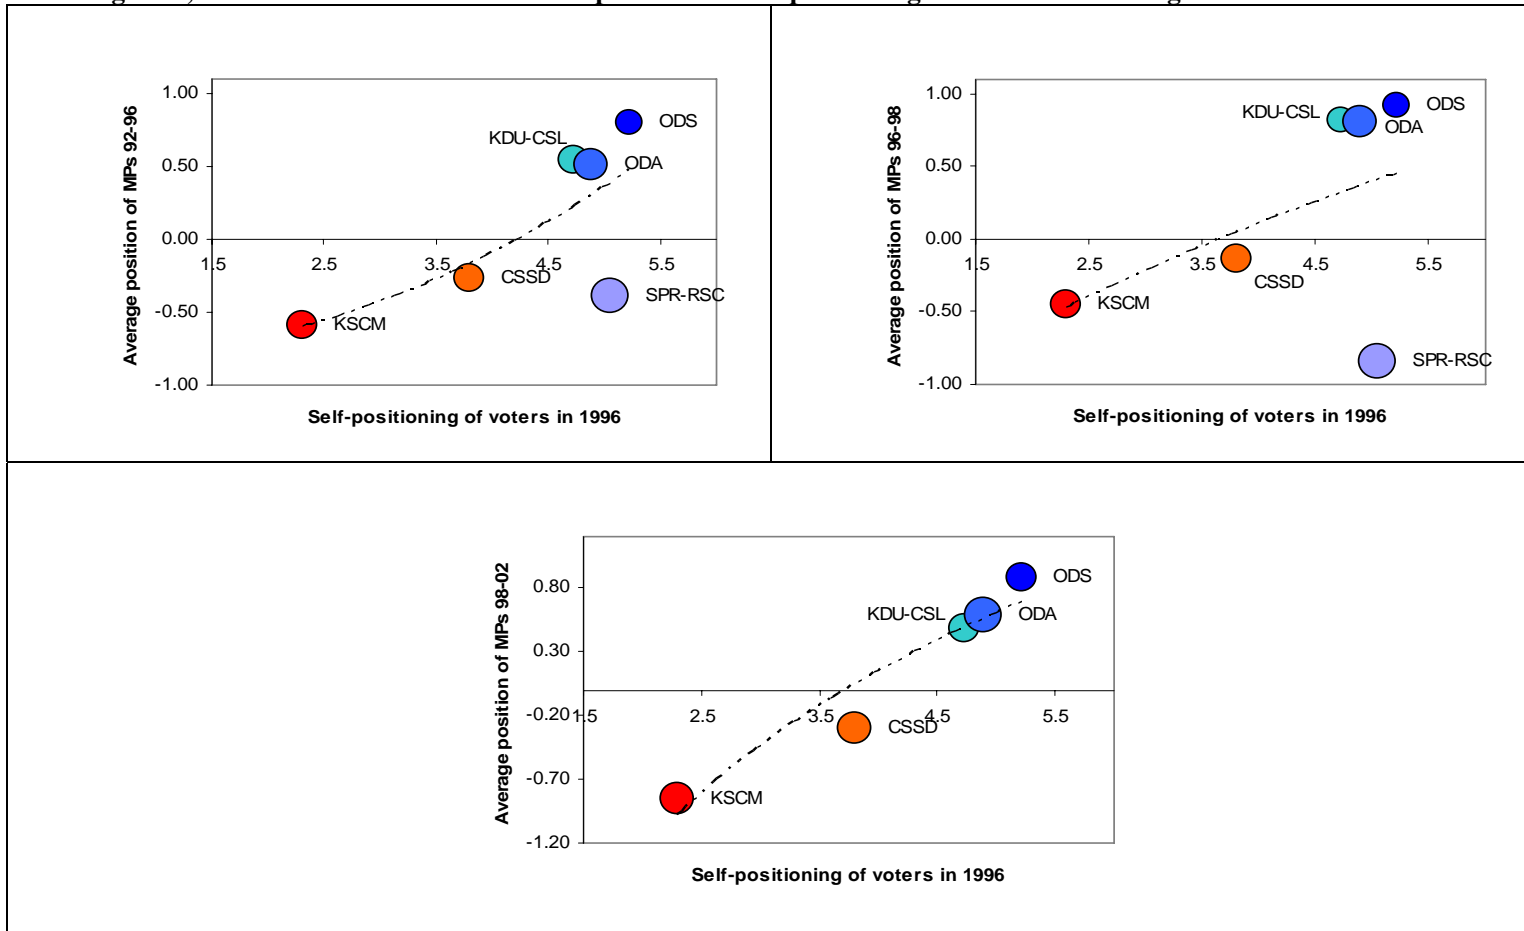 1.00
0.50
0.00
-0.50
-1.00
1.5
2.5
3.5
4.5
5.5
Average position of MPs 92-96
KDU-CSL
ODS
ODA
CSSD
SPR-RSC
KSCM
Self-positioning of voters in 1996
1.00
0.50
0.00
-0.50
-1.00
1.5
2.5
3.5
4.5
5.5
Average position of MPs 96-98
KDU-CSL
ODS
ODA
CSSD
KSCM
SPR-RSC
Self-positioning of voters in 1996
0.80
0.30
-0.20
-0.70
-1.20
1.5
2.5
3.5
4.5
5.5
Average position of MPs 98-02
ODS
KDU-CSL
ODA
CSSD
KSCM
Self-positioning of voters in 1996